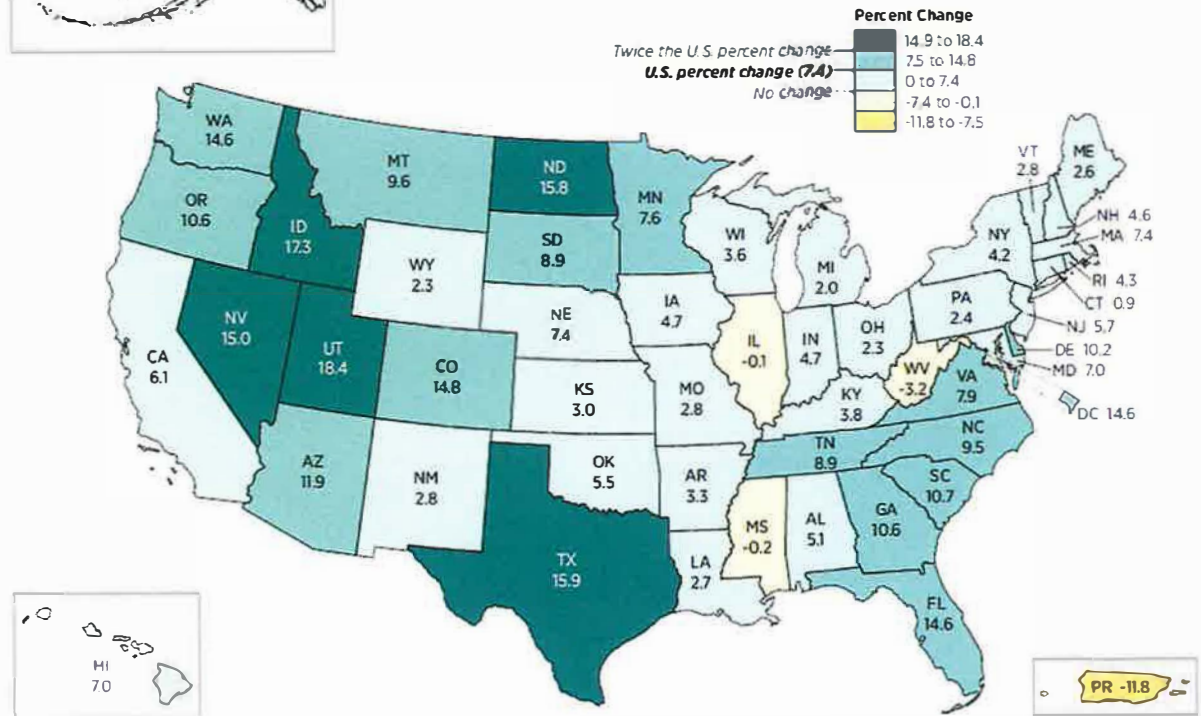 Percent Change
14.9 to 18.4
Twice the U.S. percent change
7.5 to 14.8
U.S. percent change (7.4)
0 to 7.4
No change
-7.4 to -0.1
-11.8 to -7.5
WA
14.6
MT
9.6
ND
15.8
MN
7.6
VT
2.8
ME
2.6
OR
10.6
ID
17.3
SD
8.9
WI
3.6
NH 4.6
MA 7.4
NY
4.2
WY
2.3
MI
2.0
RI 4.3
CT 0.9
NV
15.0
NE
7.4
IA
4.7
PA
2.4
NJ 5.7
UT
18.4
IL
-0.1
IN
4.7
OH
2.3
DE 10.2
MD 7.0
CA
6.1
CO
14.8
KS
3.0
MO
2.8
WV
-3.2
VA
7.9
KY
3.8
DC 14.6
AZ
11.9
NM
2.8
OK
5.5
AR
3.3
TN
8.9
NC
9.5
SC
10.7
MS
-0.2
AL
5.1
GA
10.6
TX
15.9
LA
2.7
FL
14.6
HI
7.0
PR -11.8